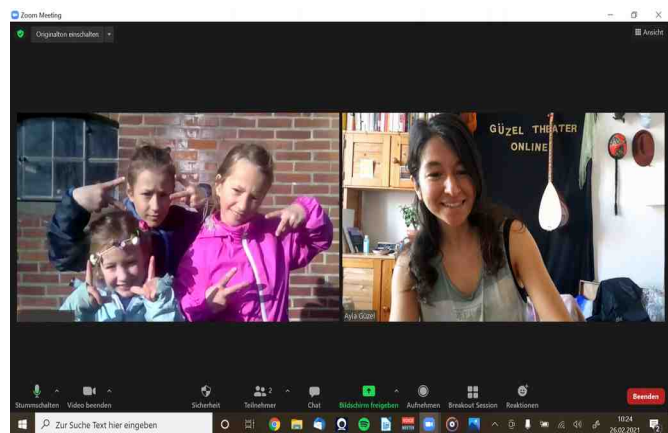 Zoom Meeting
Originalton einschalten
Ansicht
GÜZEL THEATER
ONLINE
Ayla Güzel
Stummschalten
Video beenden
Sicherheit
2
Teilnehmer
Chat
Bildschirm freigeben
Aufnehmen
Breakout Session
Reaktionen
Beenden
Zur Suche Text hier eingeben
10:24
26.02.2021